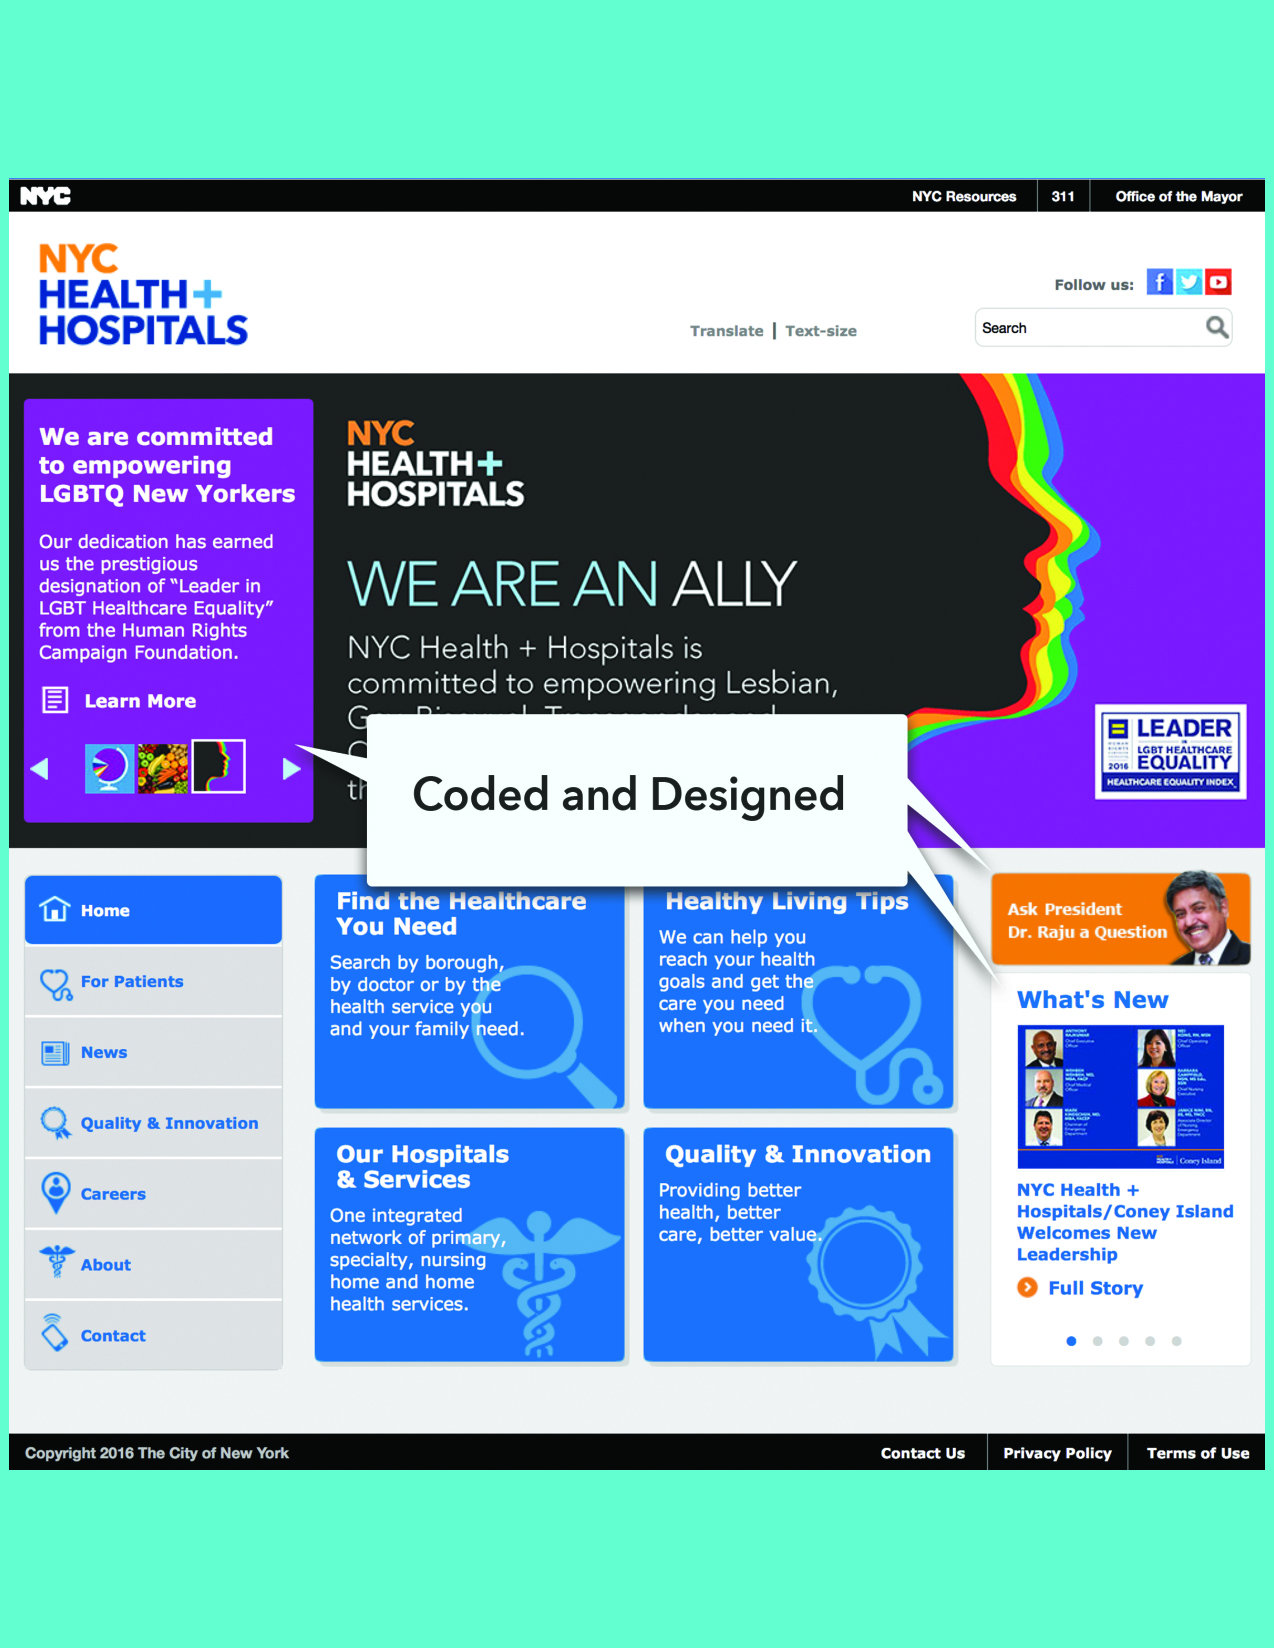 NYC
NYC Resources
311
Office of the Mayor
NYC
HEALTH+
HOSPITALS
Follow us:
Translate | Text-size
Search
We are committed
to empowering
LGBTQ New Yorkers
Our dedication has earned
us the prestigious
designation of “Leader in
LGBT Healthcare Equality”
from the Human Rights
Campaign Foundation.
Learn More
NYC
HEALTH+
HOSPITALS
WE ARE AN ALLY
NYC Health + Hospitals is
committed to empowering Lesbian,
LEADER
IN
LGBT HEALTHCARE
EQUALITY
HUMAN
RIGHTS
2016
HEALTHCARE EQUALITY INDEX
Coded and Designed
Home
For Patients
News
Quality & Innovation
Careers
About
Contact
Find the Healthcare
You Need
Search by borough,
by doctor or by the
health service you
and your family need.
Healthy Living Tips
We can help you
reach your health
goals and get the
care you need
when you need it.
Our Hospitals
& Services
One integrated
network of primary,
specialty, nursing
home and home
health services.
Quality & Innovation
Providing better
health, better
care, better value.
Ask President
Dr. Raju a Question
What's New
Coney Island
NYC Health +
Hospitals/Coney Island
Welcomes New
Leadership
Full Story
Copyright 2016 The City of New York
Contact Us
Privacy Policy
Terms of Use